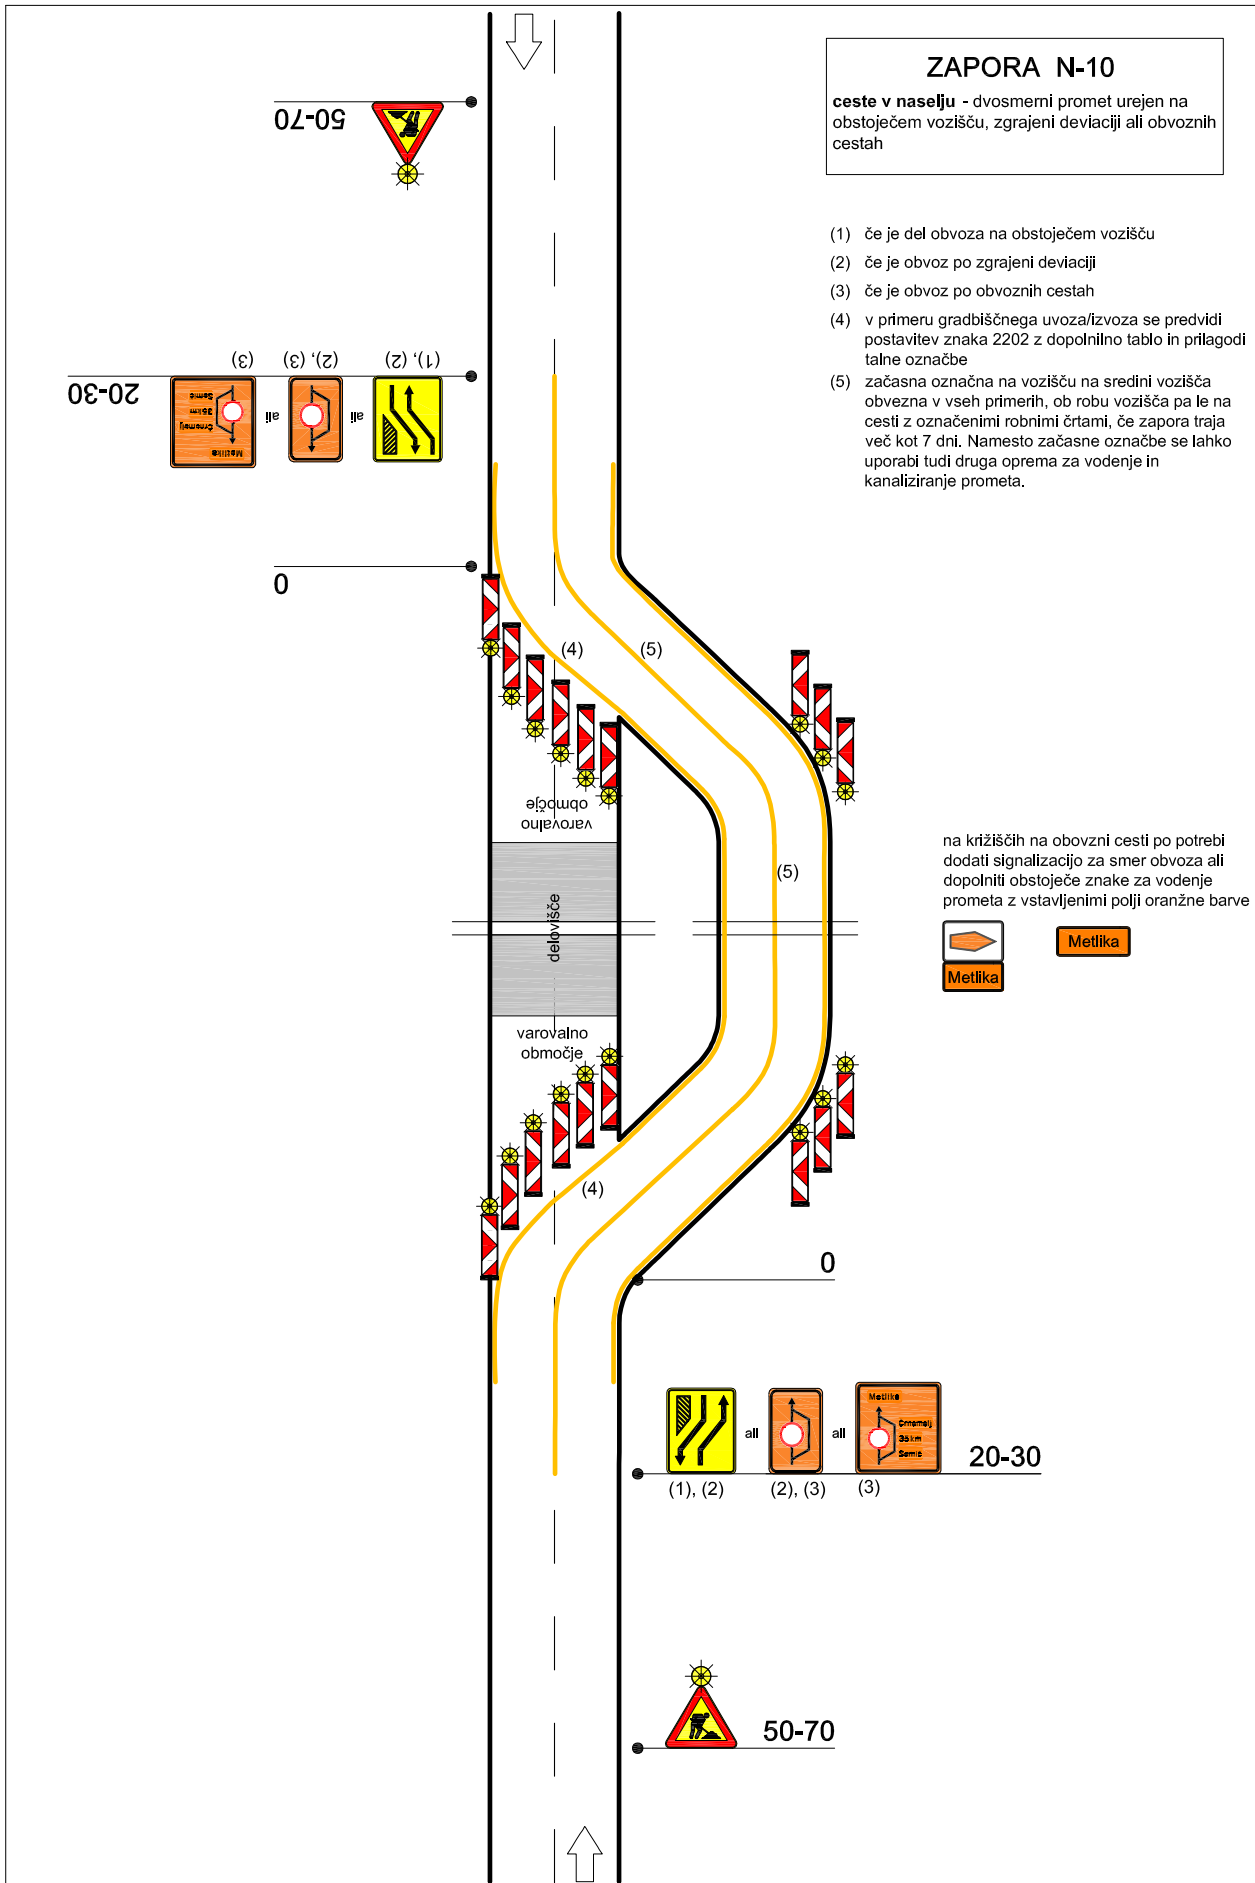 ZAPORA N-10
ceste v naselju - dvosmerni promet urejen na
obstoječem vozišču, zgrajeni deviaciji ali obvoznih
cestah
(1) če je del obvoza na obstoječem vozišču
(2) če je obvoz po zgrajeni deviaciji
(3) če je obvoz po obvoznih cestah
(4) v primeru gradbiščnega uvoza/izvoza se predvidi
postavitev znaka 2202 z dopolnilno tablo in prilagodi
talne označbe
(5) začasna označna na vozišču na sredini vozišča
obvezna v vseh primerih, ob robu vozišča pa le na
cesti z označenimi robnimi črtami, če zapora traja
več kot 7 dni. Namesto začasne označbe se lahko
uporabi tudi druga oprema za vodenje in
kanaliziranje prometa.
50-70
(3) (2), (3) (1), (2)
20-30
Metlika
Črnomelj
35 km
Semič
ali
ali
0
(4)
(5)
varovalno
območje
(5)
delovišče
na križiščih na obovzni cesti po potrebi
dodati signalizacijo za smer obvoza ali
dopolniti obstoječe znake za vodenje
prometa z vstavljenimi polji oranžne barve
Metlika
Metlika
varovalno
območje
(4)
0
Metlika
Črnomelj
35 km
Semič
ali
ali
20-30
(1), (2) (2), (3) (3)
50-70